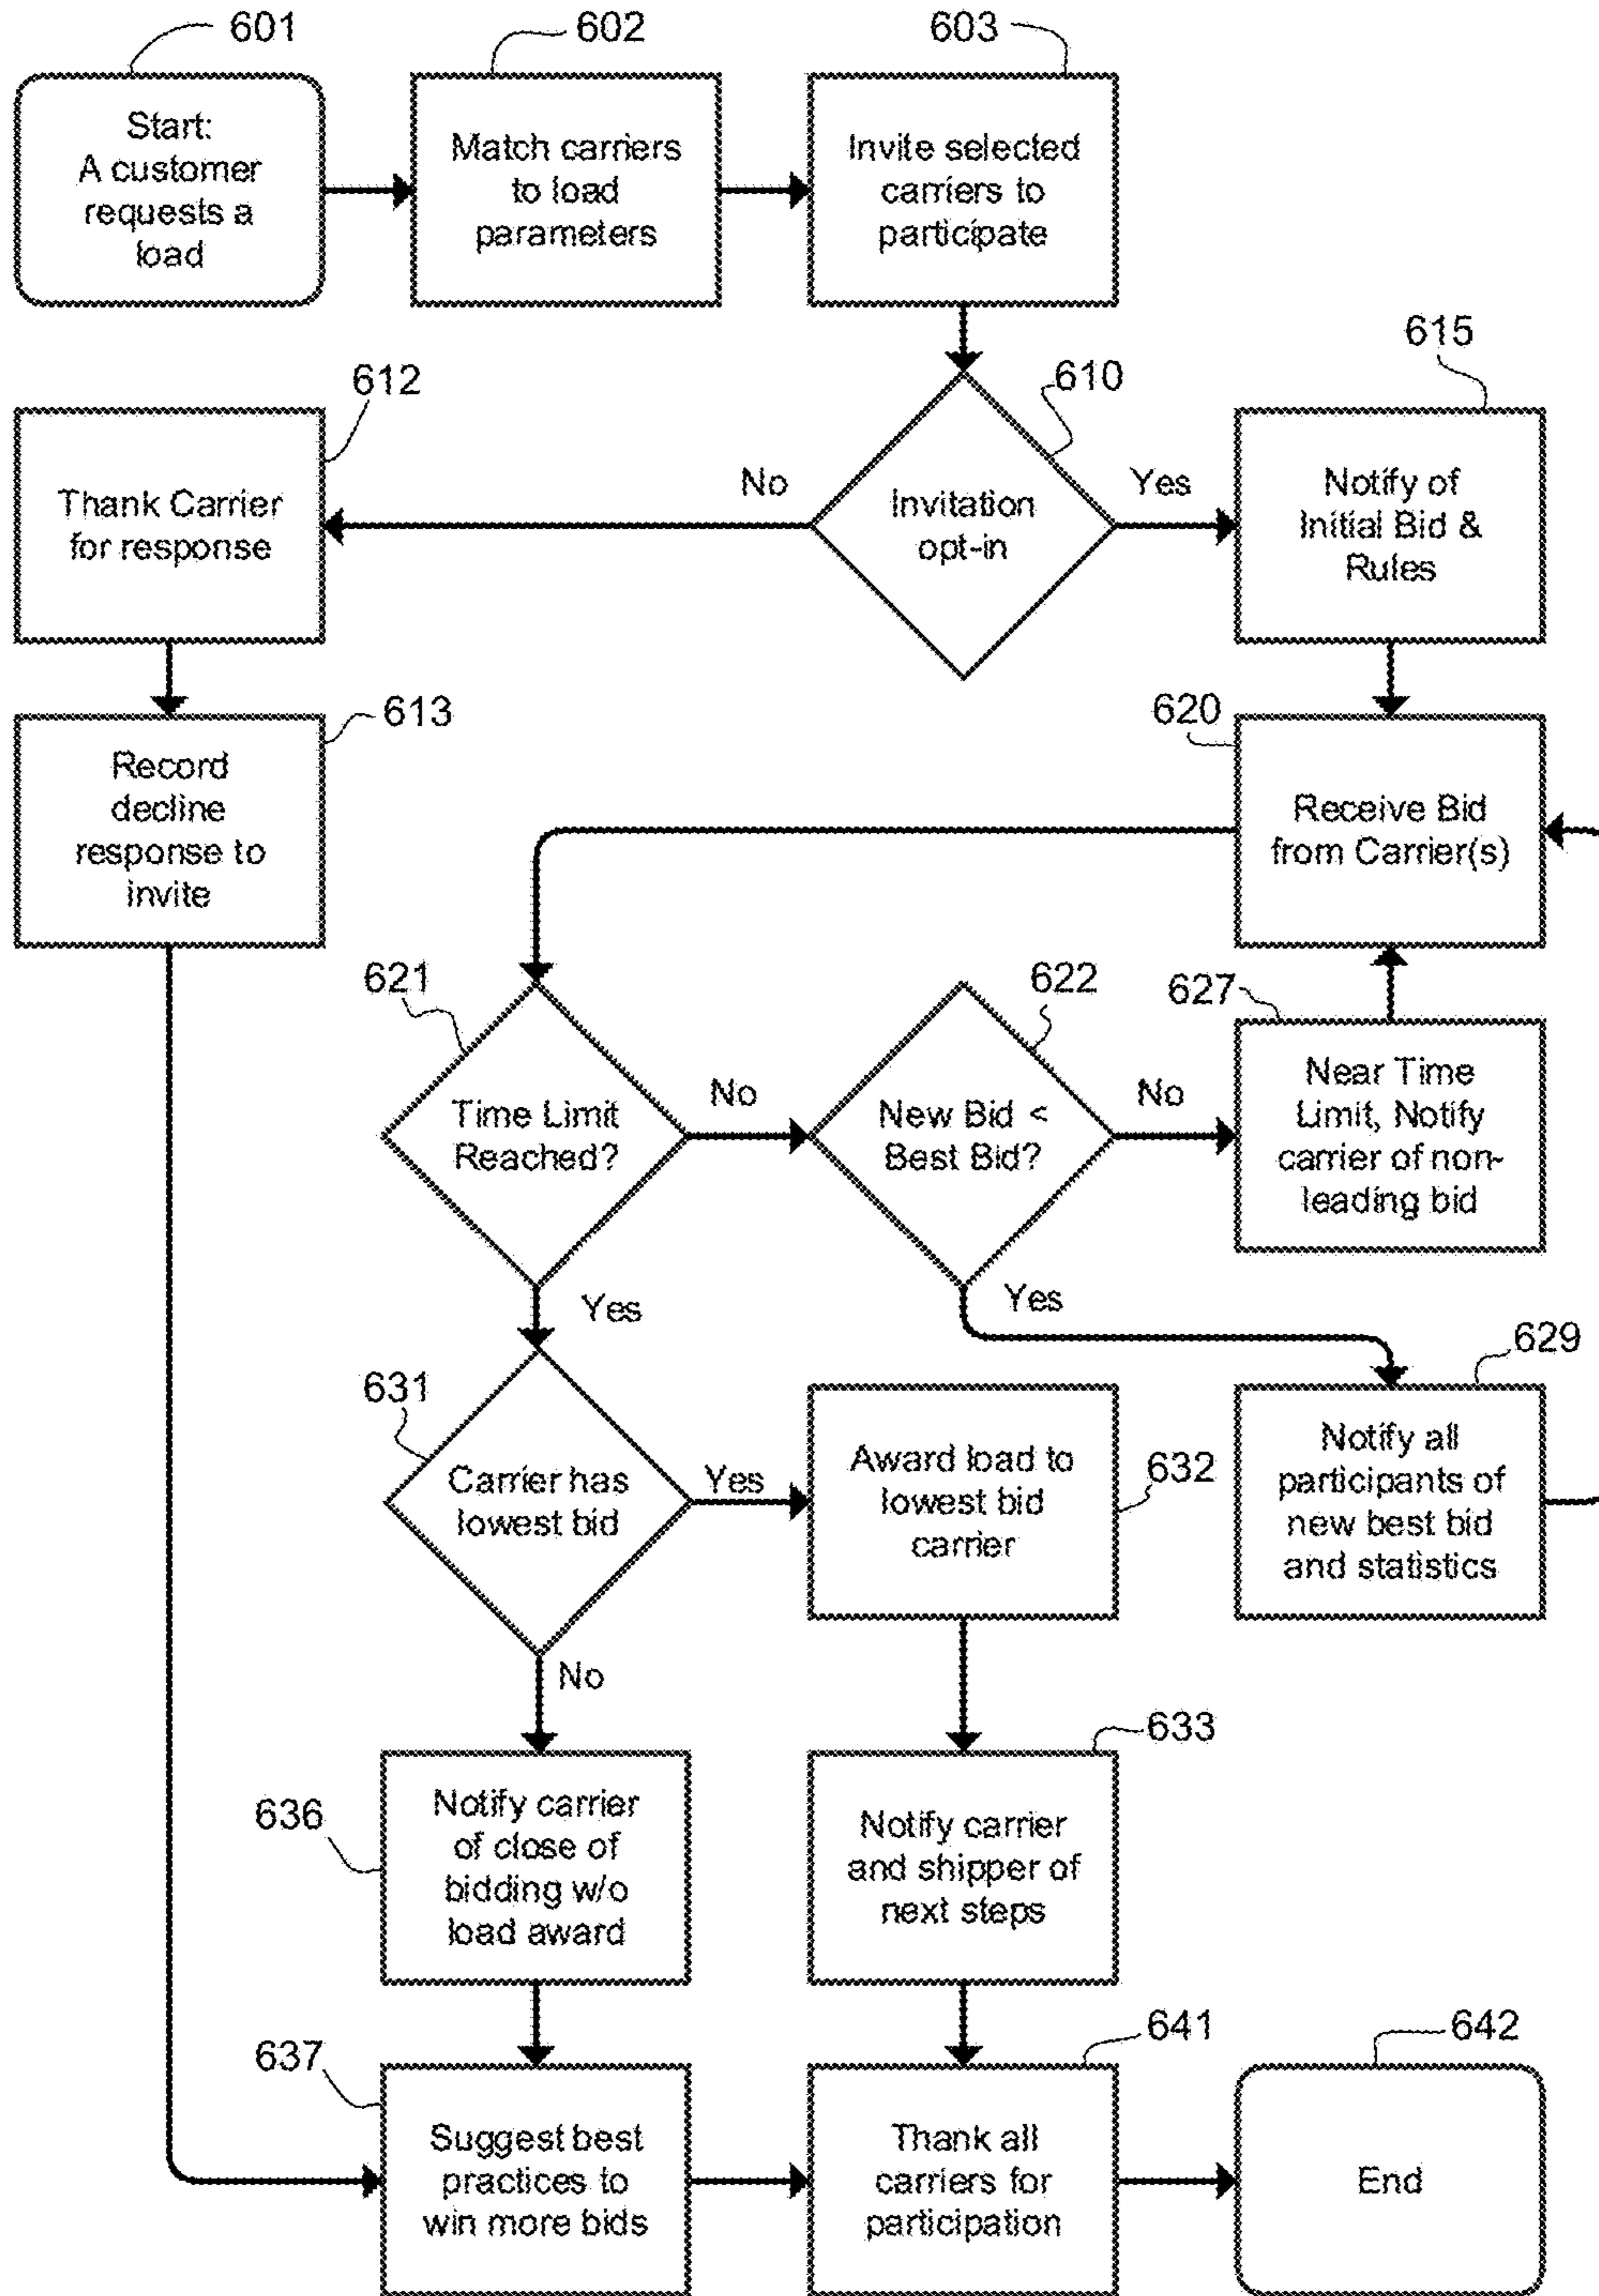 601
602
603
Start:
A customer
requests a
load
Match carriers
to load
parameters
Invite selected
carriers to
participate
615
612
610
Thank Carrier
for response
No
Invitation
opt-in
Yes
Notify of
Initial Bid &
Rules
613
620
Record
decline
response to
invite
Receive Bid
from Carrier(s)
621
622
627
Time Limit
Reached?
No
New Bid <
Best Bid?
No
Near Time
Limit, Notify
carrier of non-
leading bid
Yes
Yes
629
631
Carrier has
lowest bid
Yes
Award load to
lowest bid
carrier
632
Notify all
participants of
new best bid
and statistics
No
633
636
Notify carrier
of close of
bidding w/o
load award
Notify carrier
and shipper of
next steps
637
641
642
Suggest best
practices to
win more bids
Thank all
carriers for
participation
End